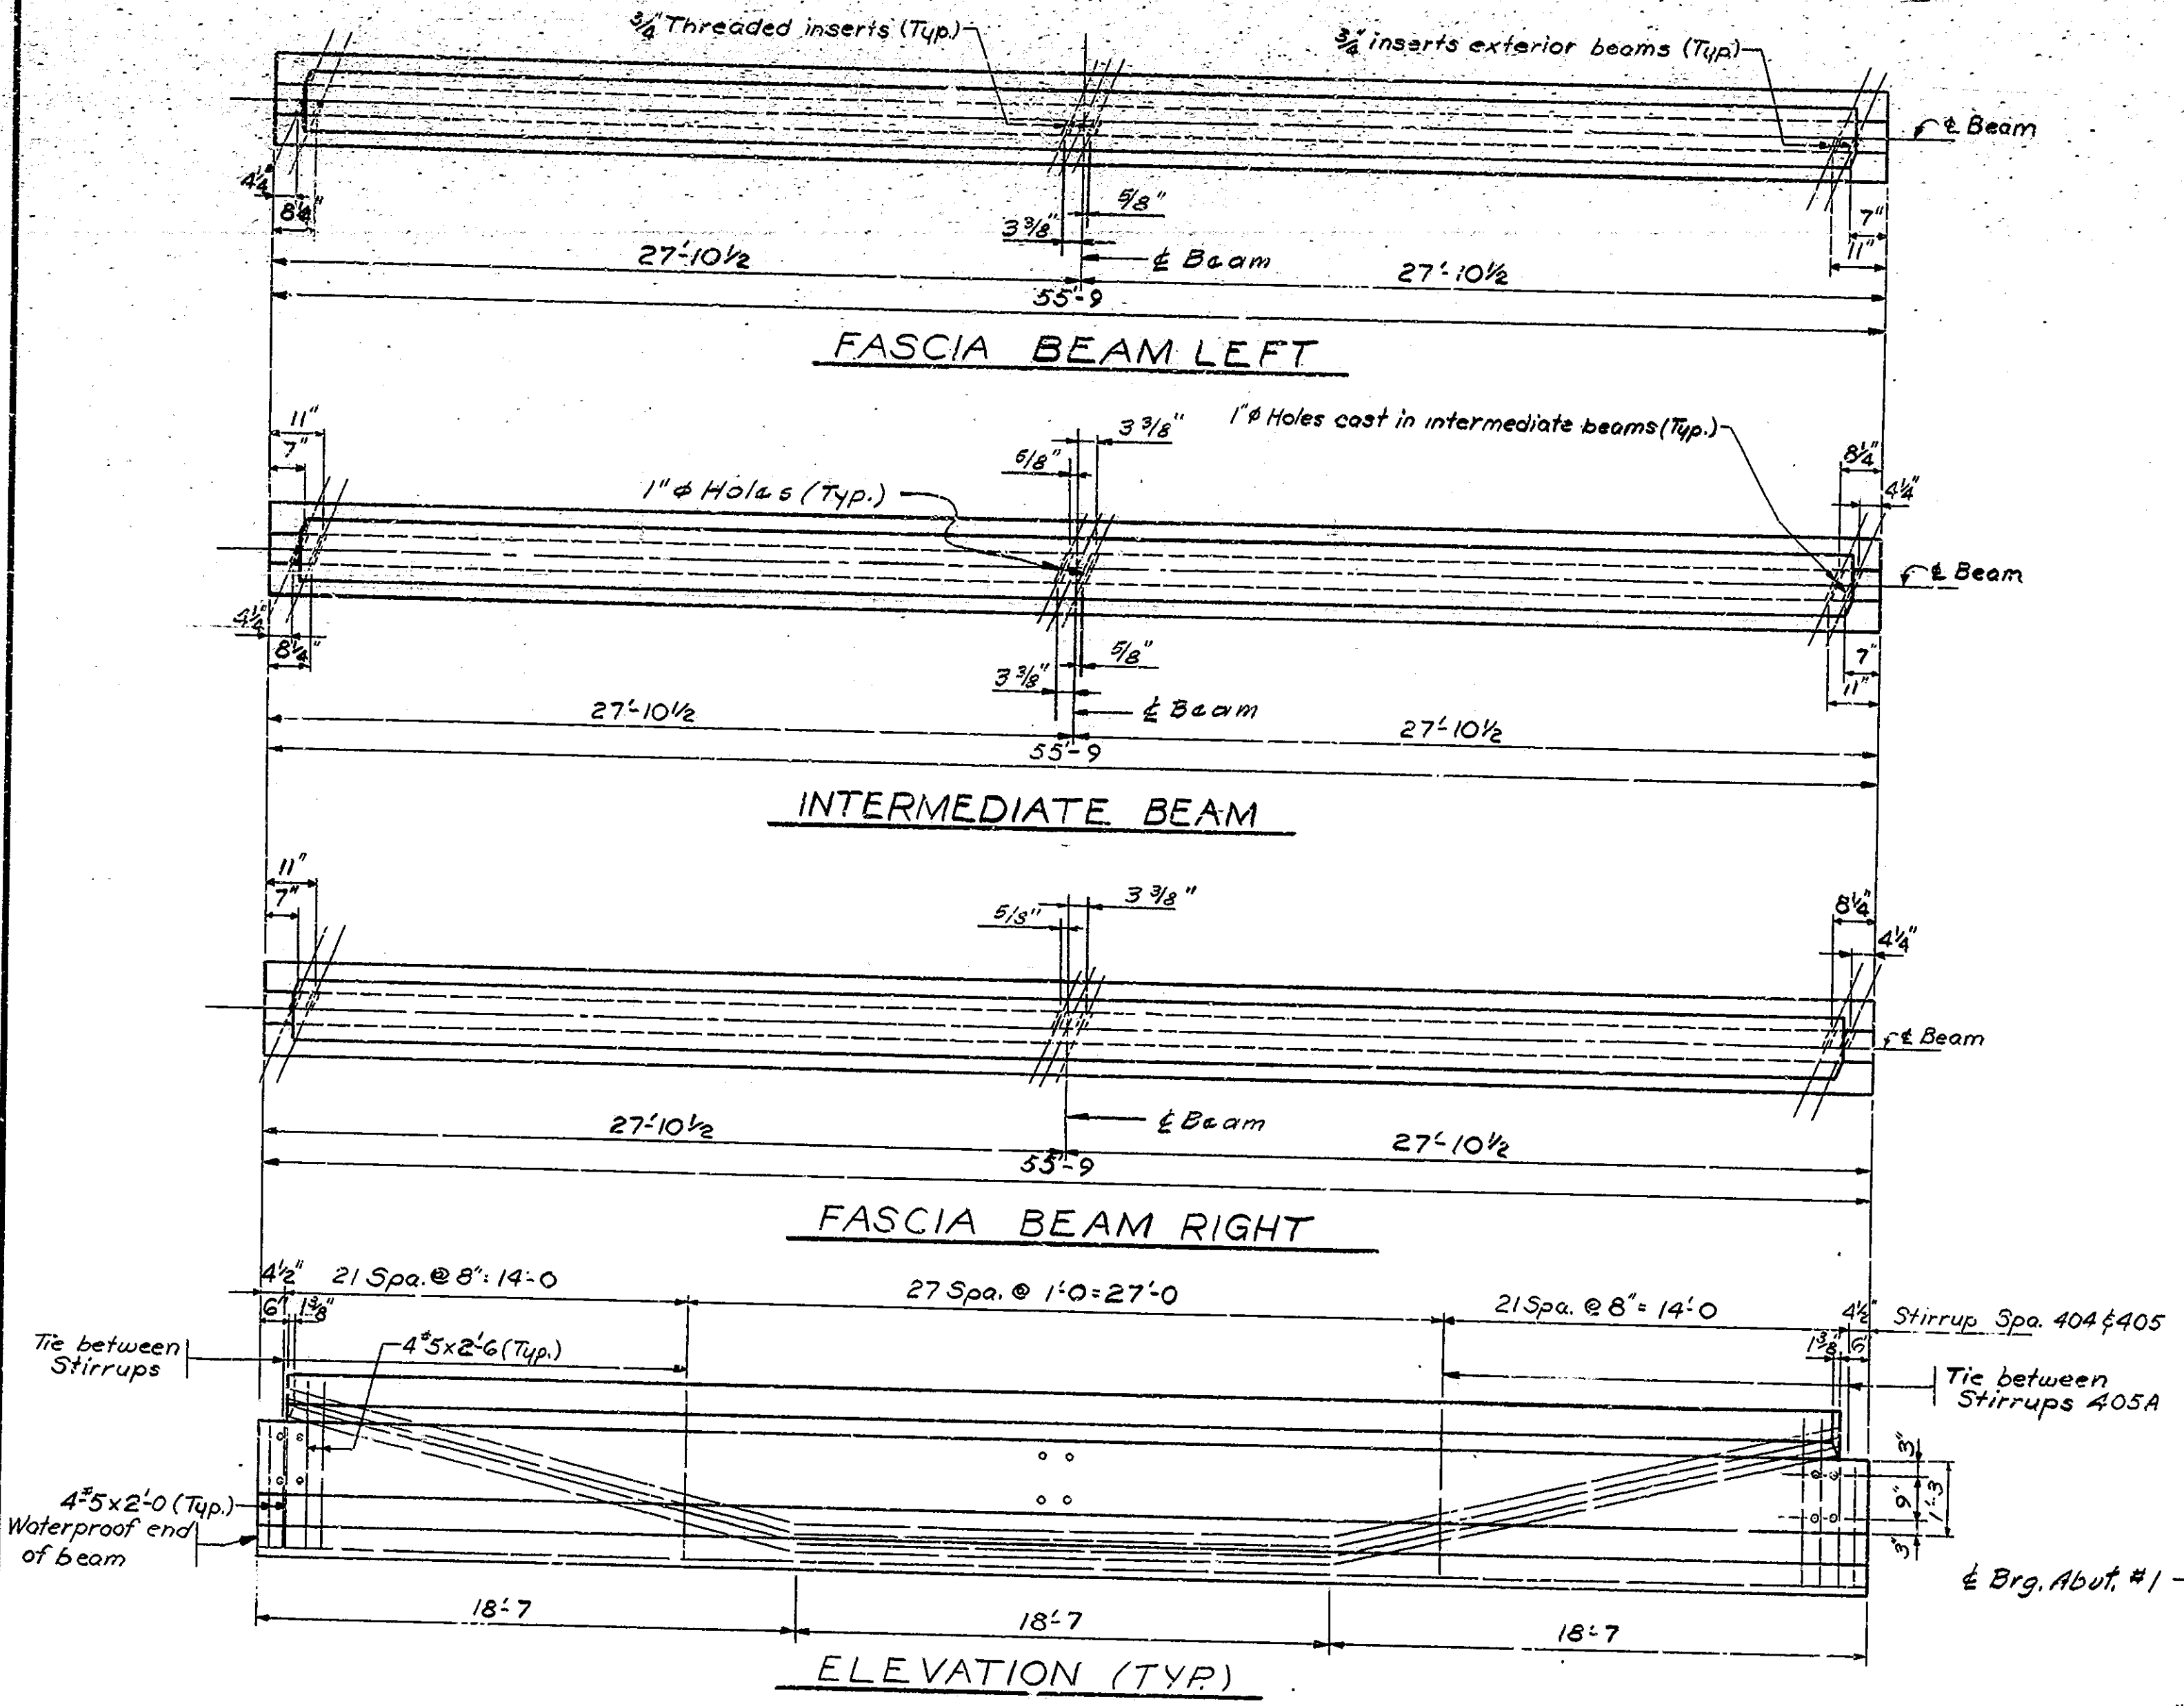 3/4" Threaded inserts (Typ.)
3/4" inserts exterior beams (Typ.)
℄ Beam
4 1/4"
8 1/4"
5/8"
3 3/8"
7"
11"
27'-10 1/2
℄ Beam
27'-10 1/2
55'-9
FASCIA BEAM LEFT
11"
7"
3 3/8"
5/8"
1"ø Holes cast in intermediate beams (Typ.)
8 1/4"
4 1/4"
1"ø Holes (Typ.)
℄ Beam
4 1/4"
8 1/4"
5/8"
3 3/8"
7"
11"
27'-10 1/2
℄ Beam
27'-10 1/2
55'-9
INTERMEDIATE BEAM
11"
7"
3 3/8"
5/8"
8 1/4"
4 1/4"
℄ Beam
27'-10 1/2
℄ Beam
27'-10 1/2
55'-9
FASCIA BEAM RIGHT
4 1/2"
21 Spa. @ 8" = 14'-0
27 Spa. @ 1'-0 = 27'-0
21 Spa. @ 8" = 14'-0
4 1/2"
Stirrup Spa. 404 & 405
6"
1 3/8"
1 3/8"
6"
Tie between
Stirrups
4-#5x2'-6 (Typ.)
Tie between
Stirrups 405A
3"
9"
1'-3
3"
4-#5x2'-0 (Typ.)
Waterproof end
of beam
℄ Brg. Abut. #1
18'-7
18'-7
18'-7
ELEVATION (TYP.)